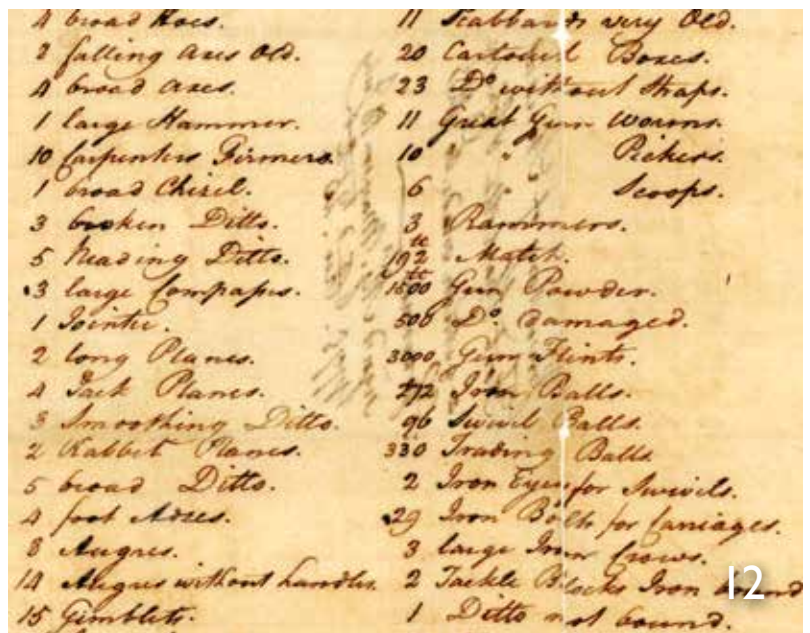 4 broad Hoes.
2 falling axes Old.
4 broad axes.
1 large Hammer.
10 Carpenters Firmers.
1 broad Chizel.
3 broken Ditto.
5 Heading Ditto.
3 large Compasses.
1 Jointer.
2 long Planes.
4 Jack Planes.
3 Smoothing Ditto.
2 Rabbet Planes.
5 broad Ditto.
4 foot Adzes.
8 Augres.
14 Augres without handles.
15 Gimblets.
11 Scabbards very Old.
20 Cartouch Boxes.
23 Do without Straps.
11 Great Gun Worms.
10 " " Prickers.
6 " Scoops.
3 Rammers.
192 Match.
1500 Gun Powder.
500 Do. damaged.
3000 Gun Flints.
272 Iron Balls.
96 Swivil Balls.
330 Trading Balls
2 Iron Eyes for Swivils.
29 Iron Bolts for Carriages.
3 large Iron Crows.
2 Tackle Blocks Iron bound
1 Ditto not bound.
12